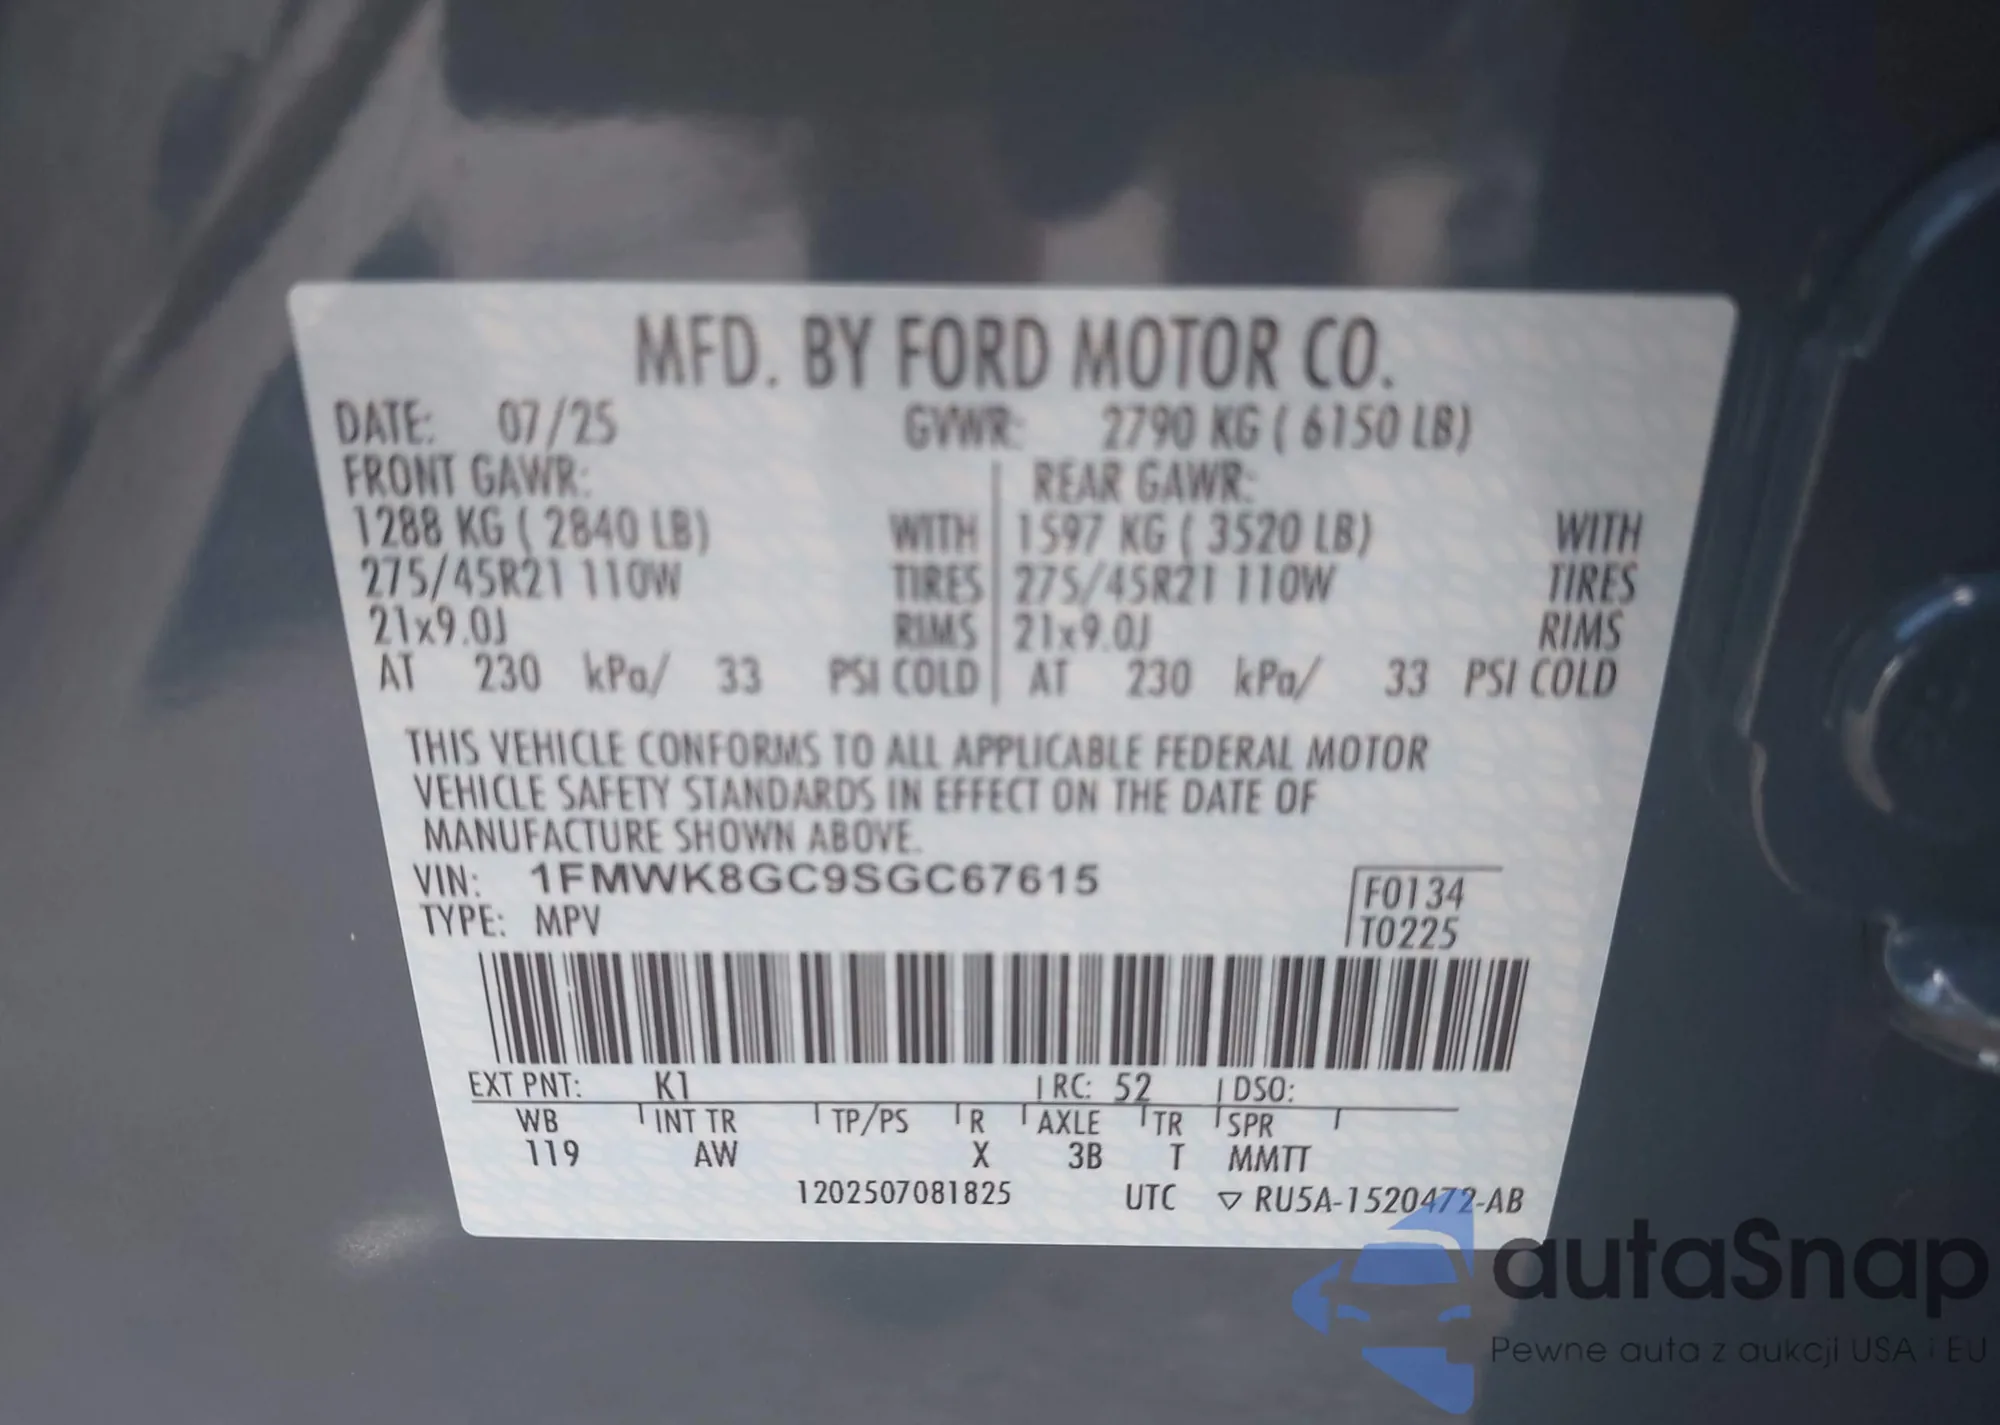 MFD. BY FORD MOTOR CO.
DATE: 07/25 GVWR: 2790 KG ( 6150 LB)
FRONT GAWR: REAR GAWR:
1288 KG ( 2840 LB) WITH 1597 KG ( 3520 LB) WITH
275/45R21 110W TIRES 275/45R21 110W TIRES
21x9.0J RIMS 21x9.0J RIMS
AT 230 kPa/ 33 PSI COLD AT 230 kPa/ 33 PSI COLD
THIS VEHICLE CONFORMS TO ALL APPLICABLE FEDERAL MOTOR
VEHICLE SAFETY STANDARDS IN EFFECT ON THE DATE OF
MANUFACTURE SHOWN ABOVE.
VIN: 1FMWK8GC9SGC67615 F0134
TYPE: MPV T0225
EXT PNT: K1 RC: 52 DSO:
WB INT TR TP/PS R AXLE TR SPR
119 AW X 3B T MMTT
1202507081825 UTC ▽ RU5A-1520472-AB
autaSnap
Pewne auta z aukcji USA i EU